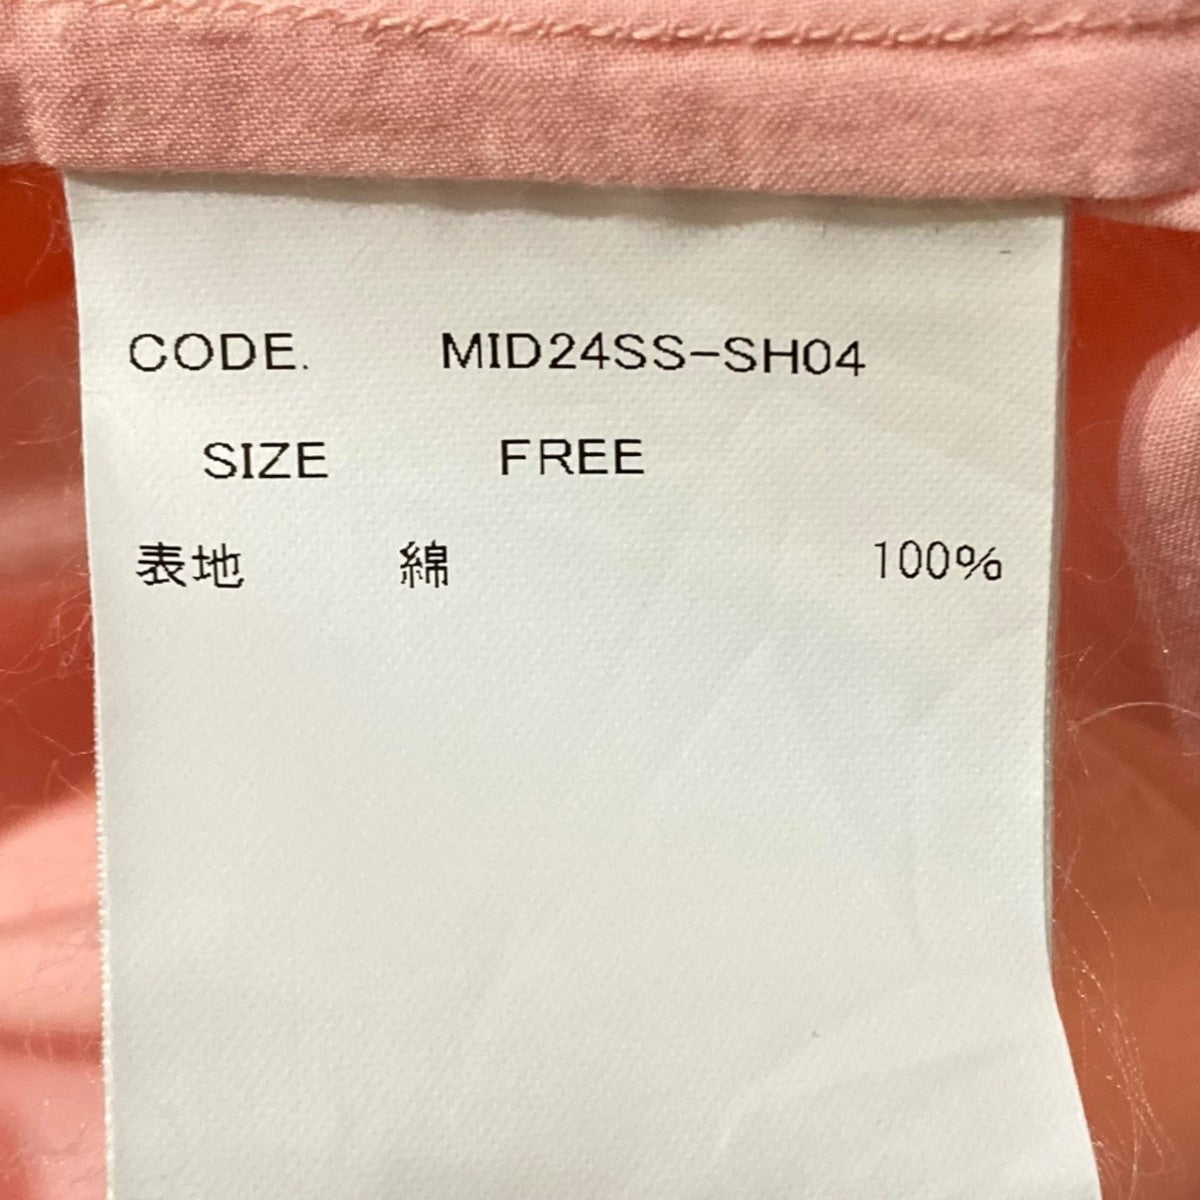 CODE. MID24SS-SH04
SIZE FREE
表地 綿 100%